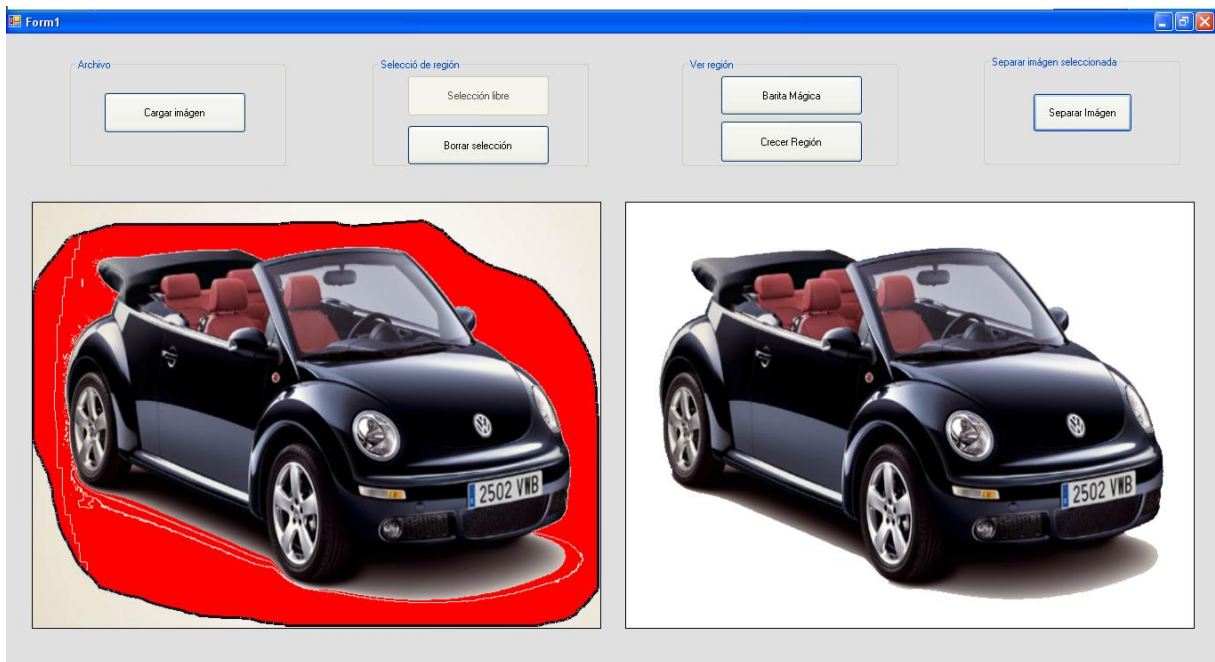 Form1
Archivo
Cargar imágen
Selecció de región
Selección libre
Borrar selección
Ver región
Barita Mágica
Crecer Región
Separar imágen seleccionada
Separar Imágen
2502 VWB
2502 VWB